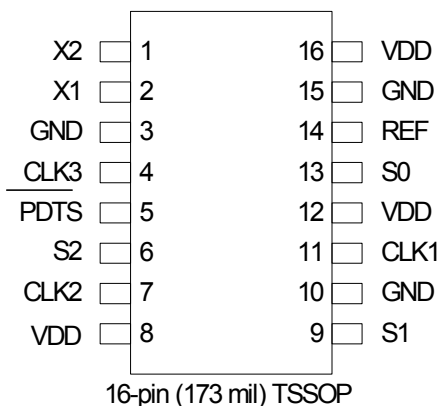 X2 1 16 VDD
X1 2 15 GND
GND 3 14 REF
CLK3 4 13 S0
PDTS 5 12 VDD
S2 6 11 CLK1
CLK2 7 10 GND
VDD 8 9 S1
16-pin (173 mil) TSSOP